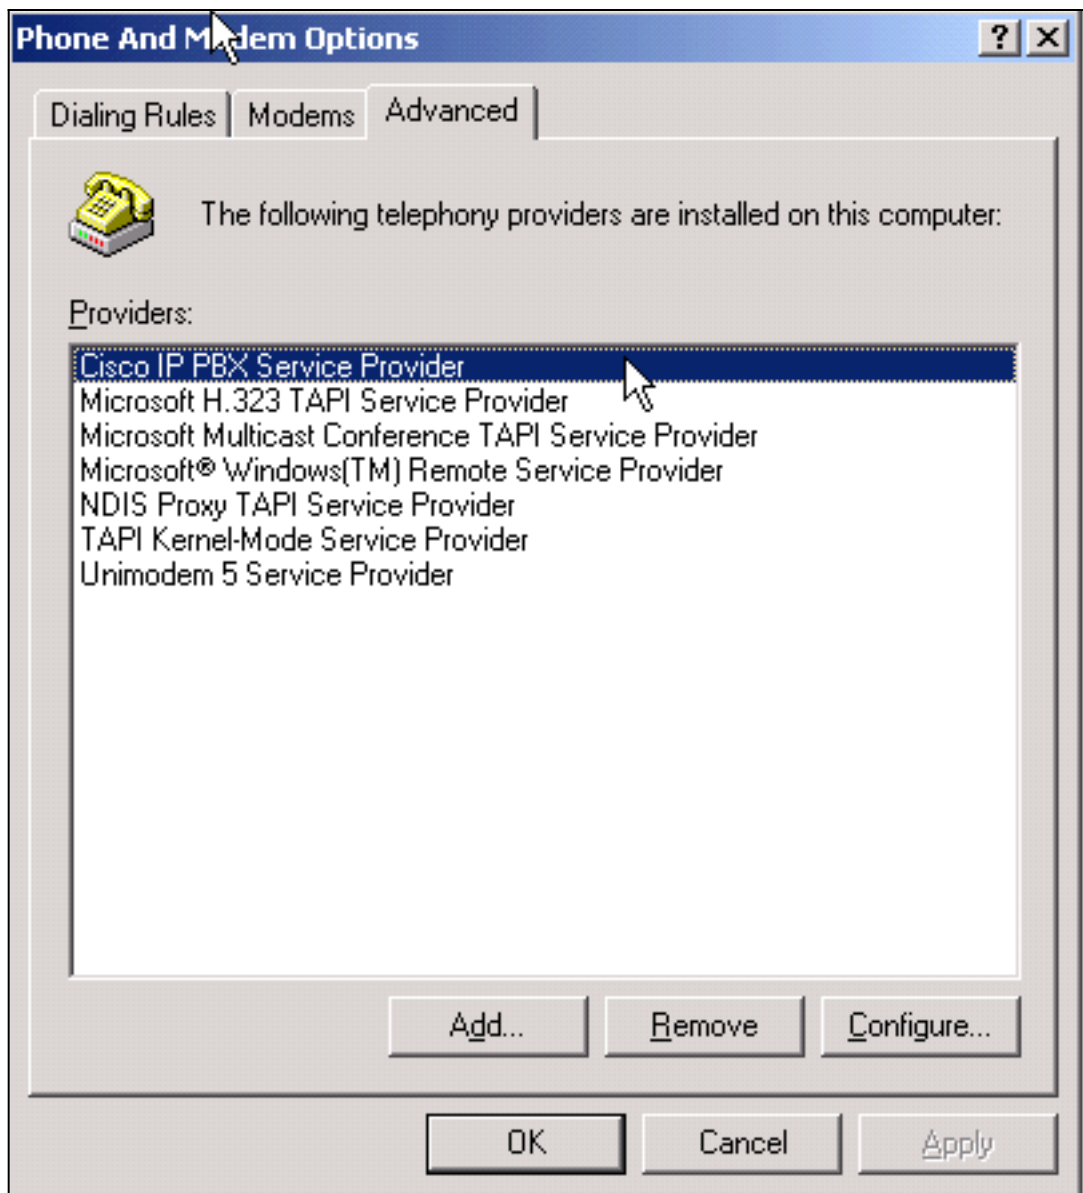 Phone And Modem Options
Dialing Rules Modems Advanced
The following telephony providers are installed on this computer:
Providers:
Cisco IP PBX Service Provider
Microsoft H.323 TAPI Service Provider
Microsoft Multicast Conference TAPI Service Provider
Microsoft® Windows(TM) Remote Service Provider
NDIS Proxy TAPI Service Provider
TAPI Kernel-Mode Service Provider
Unimodem 5 Service Provider
Add... Remove Configure...
OK Cancel Apply